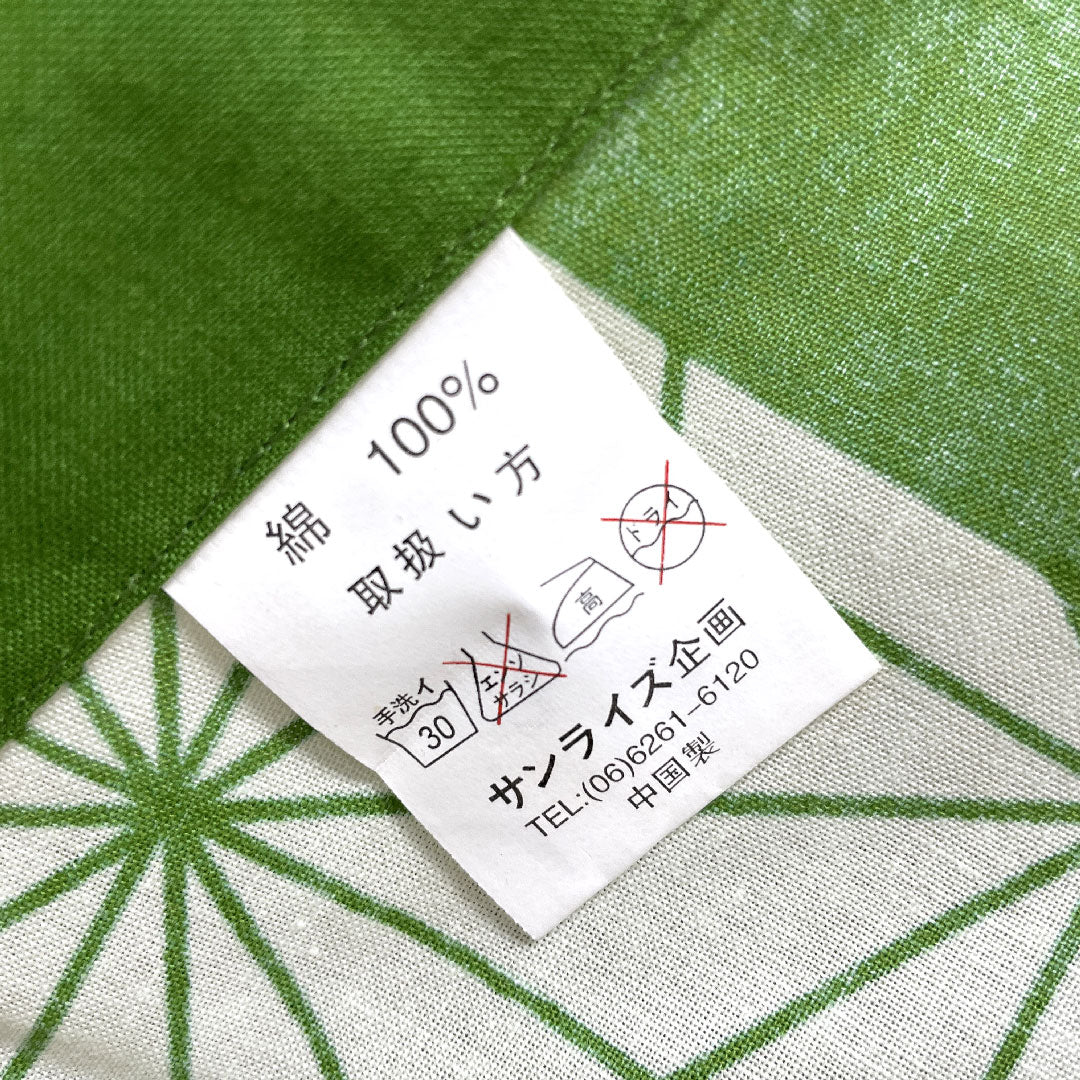 綿 100%
取扱い方
手洗イ
30
エンソ
サラシ
高
ドライ
サンライズ企画
TEL:(06)6261-6120
中国製